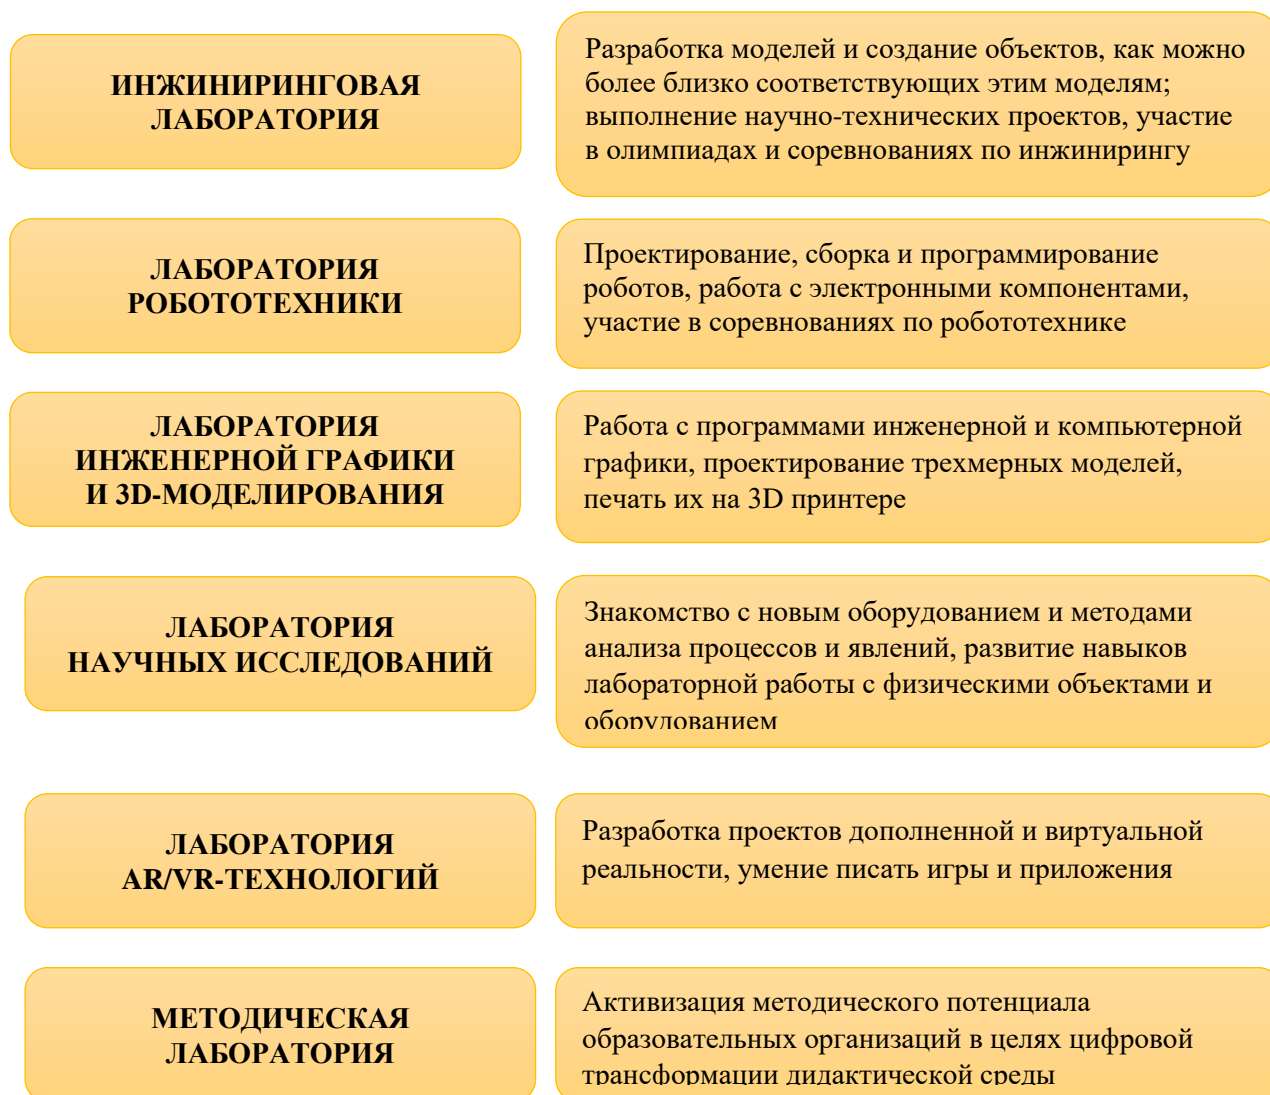 ИНЖИНИРИНГОВАЯ
ЛАБОРАТОРИЯ
Разработка моделей и создание объектов, как можно
более близко соответствующих этим моделям;
выполнение научно-технических проектов, участие
в олимпиадах и соревнованиях по инжинирингу
ЛАБОРАТОРИЯ
РОБОТОТЕХНИКИ
Проектирование, сборка и программирование
роботов, работа с электронными компонентами,
участие в соревнованиях по робототехнике
ЛАБОРАТОРИЯ
ИНЖЕНЕРНОЙ ГРАФИКИ
И 3D-МОДЕЛИРОВАНИЯ
Работа с программами инженерной и компьютерной
графики, проектирование трехмерных моделей,
печать их на 3D принтере
ЛАБОРАТОРИЯ
НАУЧНЫХ ИССЛЕДОВАНИЙ
Знакомство с новым оборудованием и методами
анализа процессов и явлений, развитие навыков
лабораторной работы с физическими объектами и
оборудованием
ЛАБОРАТОРИЯ
AR/VR-ТЕХНОЛОГИЙ
Разработка проектов дополненной и виртуальной
реальности, умение писать игры и приложения
МЕТОДИЧЕСКАЯ
ЛАБОРАТОРИЯ
Активизация методического потенциала
образовательных организаций в целях цифровой
трансформации дидактической среды